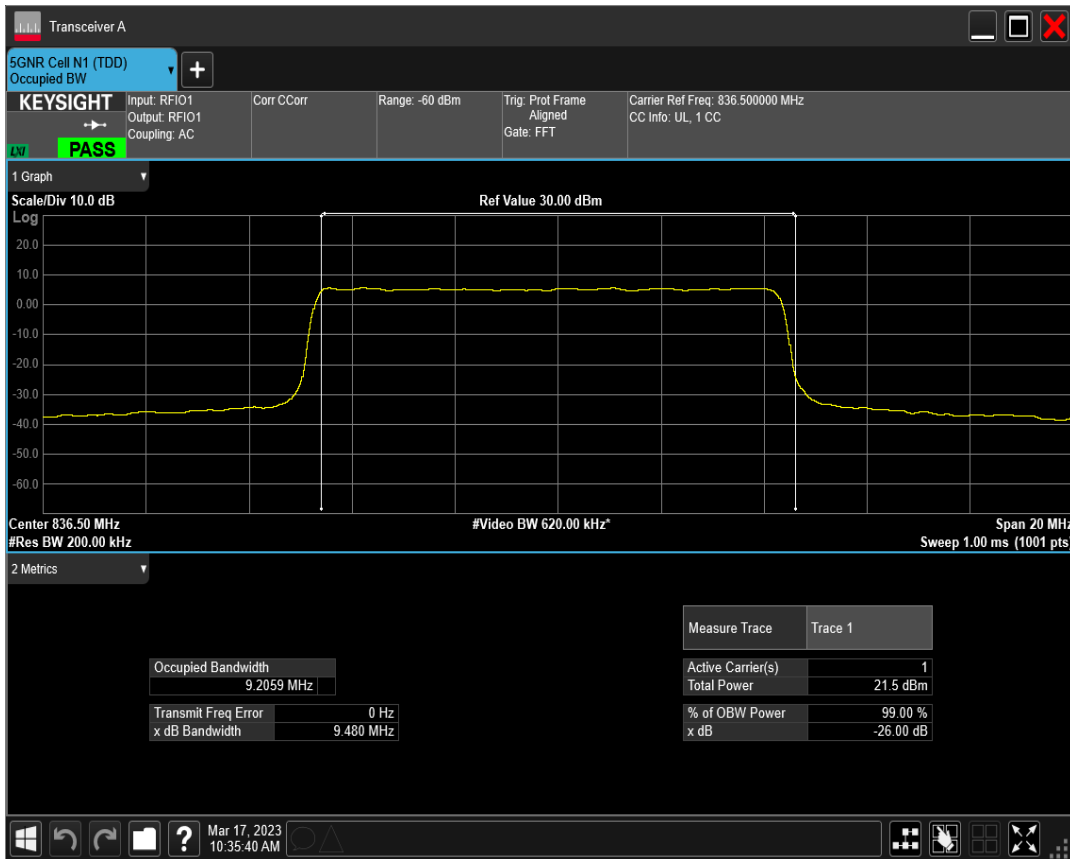 Transceiver A
5GNR Cell N1 (TDD)
Occupied BW
+
KEYSIGHT
LXI
PASS
Input: RFIO1
Output: RFIO1
Coupling: AC
Corr CCorr
Range: -60 dBm
Trig: Prot Frame
Aligned
Gate: FFT
Carrier Ref Freq: 836.500000 MHz
CC Info: UL, 1 CC
1 Graph
Scale/Div 10.0 dB
Ref Value 30.00 dBm
Log
20.0
10.0
0.00
-10.0
-20.0
-30.0
-40.0
-50.0
-60.0
Center 836.50 MHz
#Video BW 620.00 kHz*
Span 20 MHz
#Res BW 200.00 kHz
Sweep 1.00 ms (1001 pts)
2 Metrics
Measure Trace Trace 1
Occupied Bandwidth
9.2059 MHz
Active Carrier(s) 1
Total Power 21.5 dBm
Transmit Freq Error 0 Hz
x dB Bandwidth 9.480 MHz
% of OBW Power 99.00 %
x dB -26.00 dB
?
Mar 17, 2023
10:35:40 AM